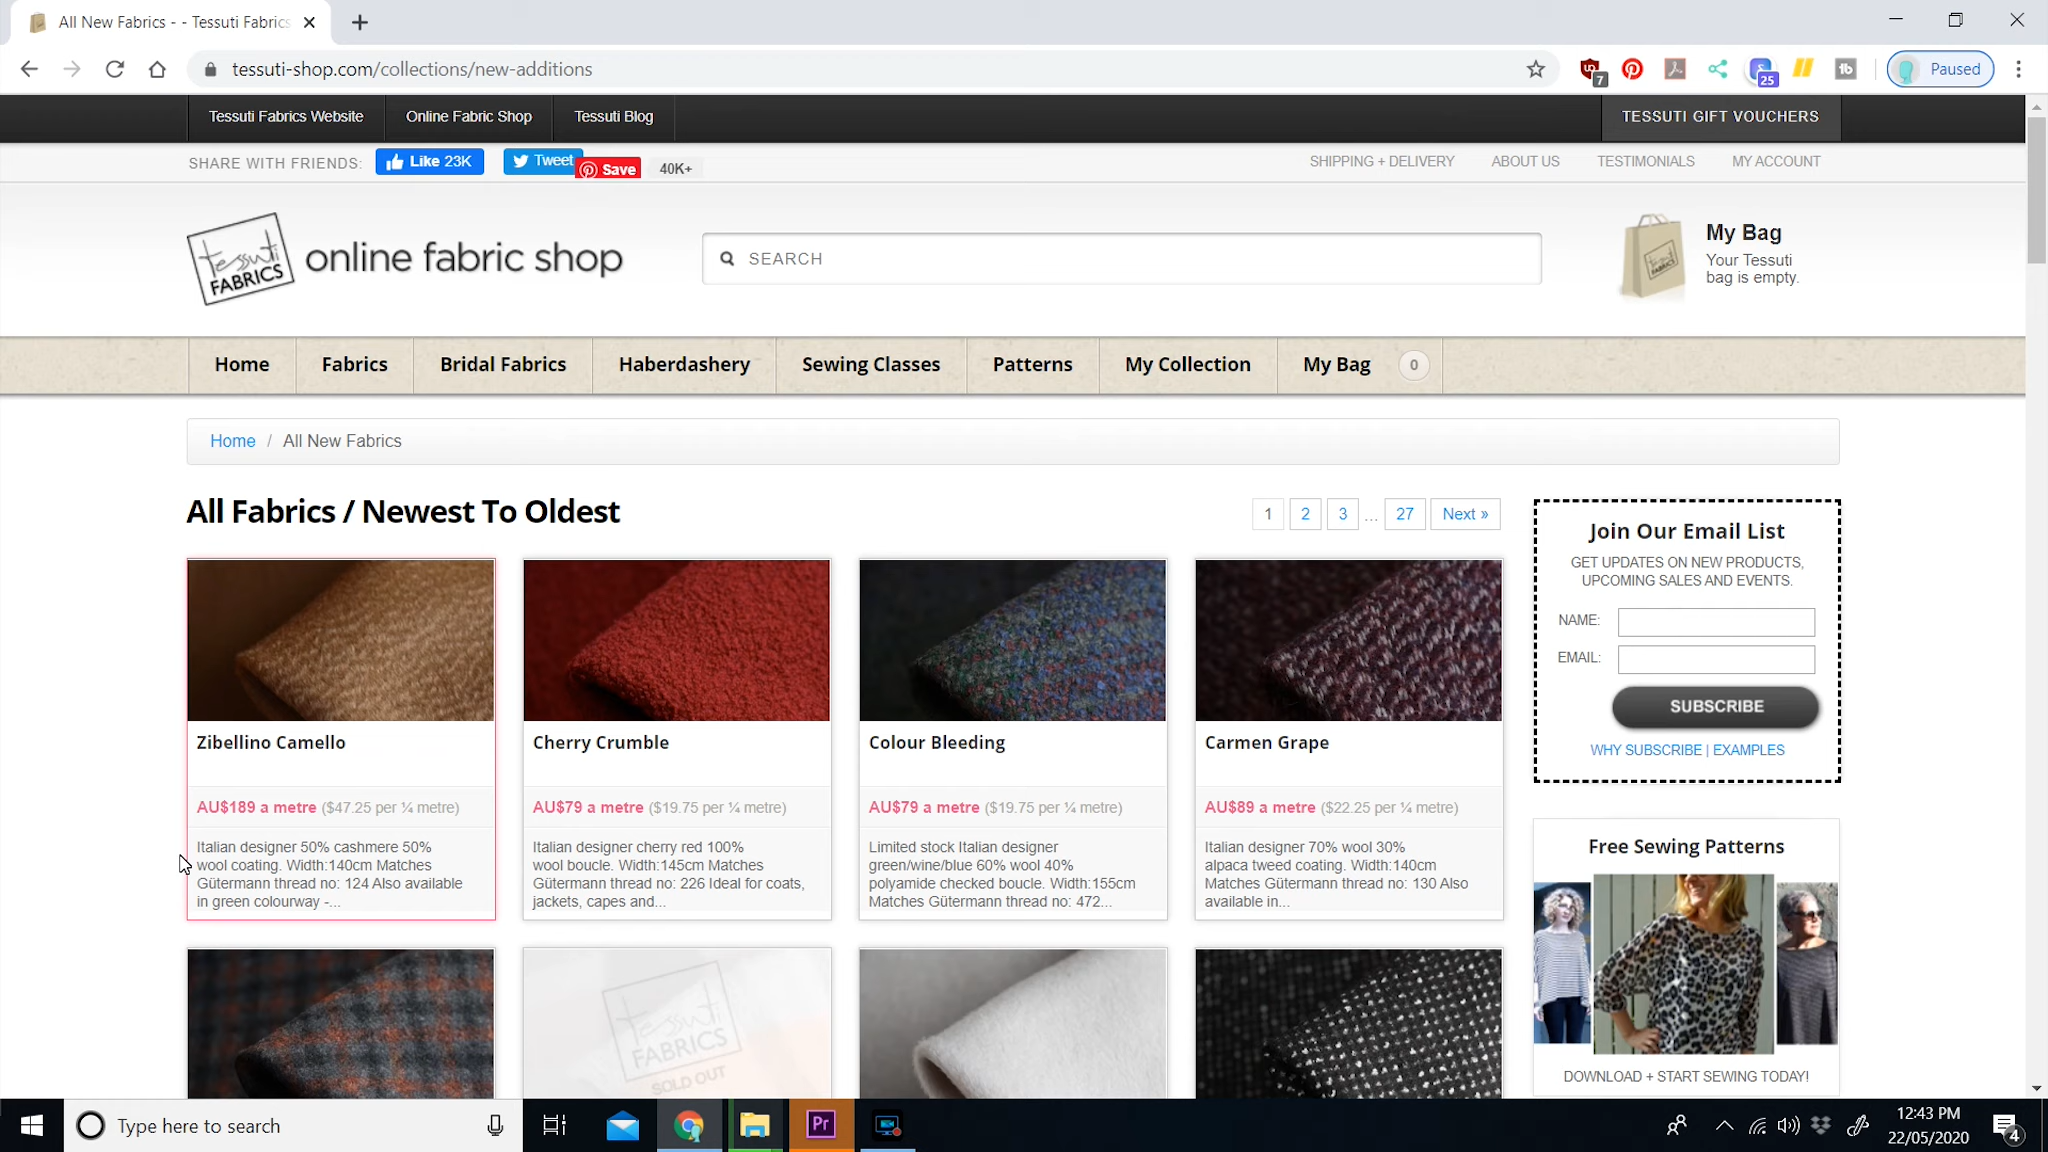 All New Fabrics - - Tessuti Fabrics
tessuti-shop.com/collections/new-additions
7
25
Paused
Tessuti Fabrics Website
Online Fabric Shop
Tessuti Blog
TESSUTI GIFT VOUCHERS
SHARE WITH FRIENDS:
Like 23K
Tweet
Save
40K+
SHIPPING + DELIVERY
ABOUT US
TESTIMONIALS
MY ACCOUNT
tessuti
FABRICS
online fabric shop
SEARCH
tessuti
FABRICS
My Bag
Your Tessuti
bag is empty.
Home
Fabrics
Bridal Fabrics
Haberdashery
Sewing Classes
Patterns
My Collection
My Bag
0
Home / All New Fabrics
All Fabrics / Newest To Oldest
1 2 3 ... 27 Next »
Zibellino Camello
AU$189 a metre ($47.25 per ¼ metre)
Italian designer 50% cashmere 50%
wool coating. Width:140cm Matches
Gütermann thread no: 124 Also available
in green colourway -...
Cherry Crumble
AU$79 a metre ($19.75 per ¼ metre)
Italian designer cherry red 100%
wool boucle. Width:145cm Matches
Gütermann thread no: 226 Ideal for coats,
jackets, capes and...
Colour Bleeding
AU$79 a metre ($19.75 per ¼ metre)
Limited stock Italian designer
green/wine/blue 60% wool 40%
polyamide checked boucle. Width:155cm
Matches Gütermann thread no: 472...
Carmen Grape
AU$89 a metre ($22.25 per ¼ metre)
Italian designer 70% wool 30%
alpaca tweed coating. Width:140cm
Matches Gütermann thread no: 130 Also
available in...
Join Our Email List
GET UPDATES ON NEW PRODUCTS,
UPCOMING SALES AND EVENTS.
NAME:
EMAIL:
SUBSCRIBE
WHY SUBSCRIBE | EXAMPLES
Free Sewing Patterns
DOWNLOAD + START SEWING TODAY!
tessuti
FABRICS
SOLD OUT
Type here to search
Pr
12:43 PM
22/05/2020
4